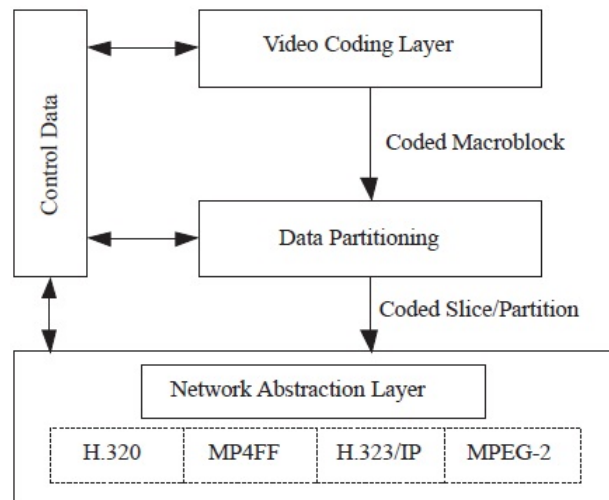 Video Coding Layer
Control Data
Coded Macroblock
Data Partitioning
Coded Slice/Partition
Network Abstraction Layer
H.320
MP4FF
H.323/IP
MPEG-2